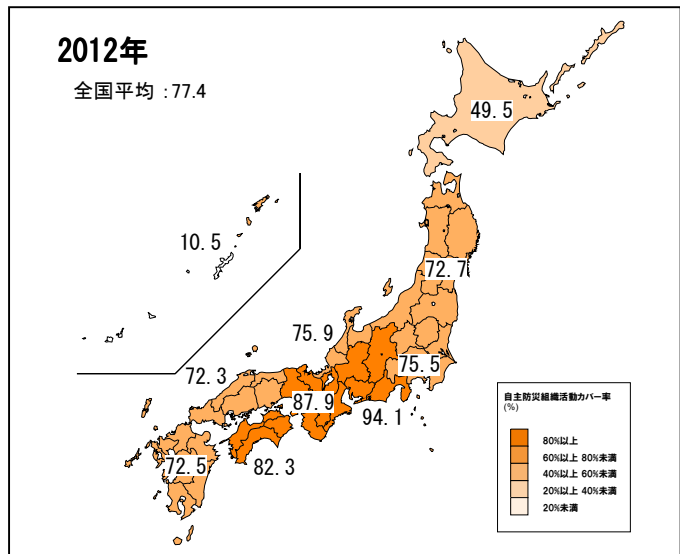 2012年
全国平均 :77.4
49.5
10.5
72.7
75.9
75.5
72.3
87.9
94.1
72.5
82.3
自主防災組織活動カバー率
(%)
80%以上
60%以上 80%未満
40%以上 60%未満
20%以上 40%未満
20%未満